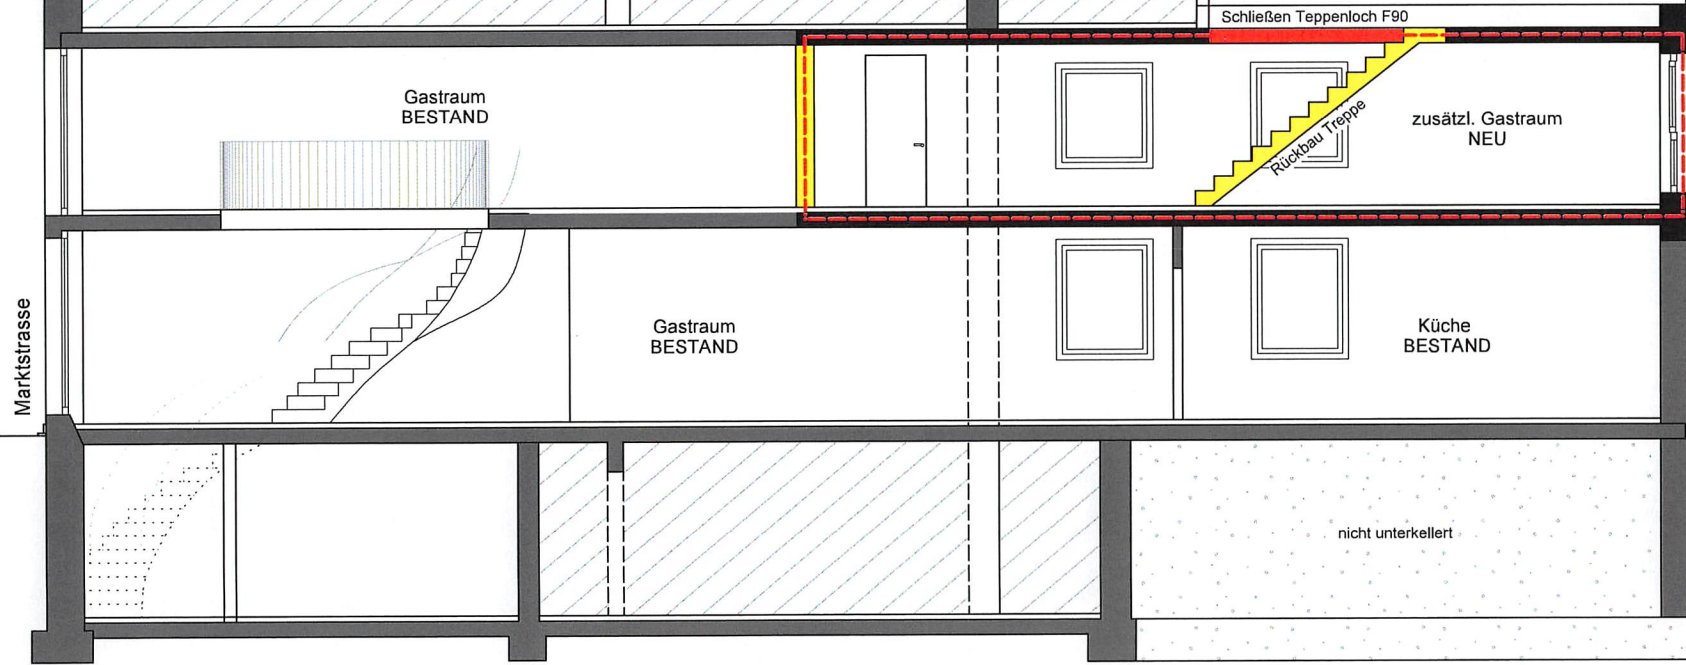 Schließen Teppenloch F90
Gastraum
BESTAND
zusätzl. Gastraum
NEU
Rückbau Treppe
Marktstrasse
Gastraum
BESTAND
Küche
BESTAND
nicht unterkellert